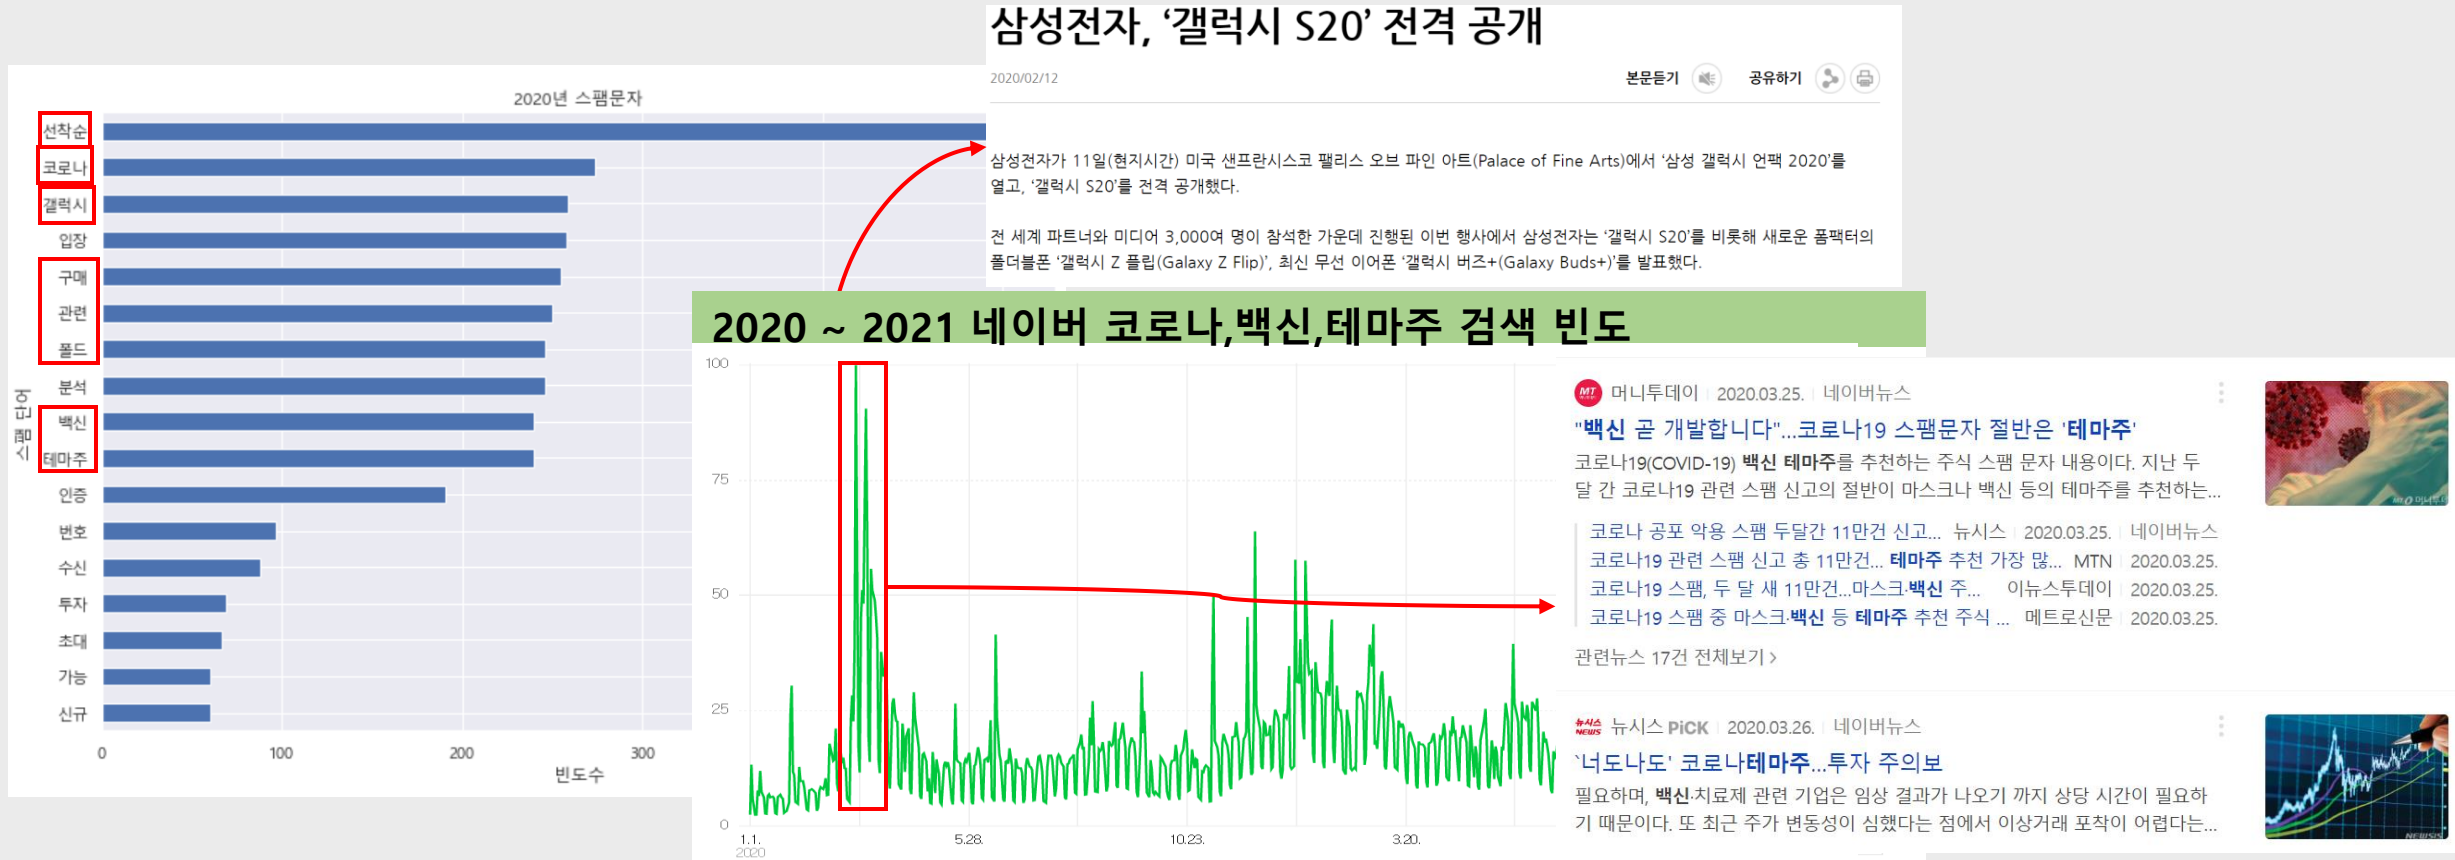 삼성전자, ‘갤럭시 S20’ 전격 공개
2020/02/12
본문듣기
공유하기
삼성전자가 11일(현지시간) 미국 샌프란시스코 팰리스 오브 파인 아트(Palace of Fine Arts)에서 ‘삼성 갤럭시 언팩 2020’를
열고, ‘갤럭시 S20’를 전격 공개했다.
전 세계 파트너와 미디어 3,000여 명이 참석한 가운데 진행된 이번 행사에서 삼성전자는 ‘갤럭시 S20’를 비롯해 새로운 폼팩터의
폴더블폰 ‘갤럭시 Z 플립(Galaxy Z Flip)’, 최신 무선 이어폰 ‘갤럭시 버즈+(Galaxy Buds+)’를 발표했다.
2020년 스팸문자
스팸 단어
선착순
코로나
갤럭시
입장
구매
관련
폴드
분석
백신
테마주
인증
번호
수신
투자
초대
가능
신규
0 100 200 300
빈도수
2020 ~ 2021 네이버 코로나,백신,테마주 검색 빈도
100
75
50
25
0
1.1. 5.28. 10.23. 3.20.
2020
MT 머니투데이 2020.03.25. 네이버뉴스
"백신 곧 개발합니다"...코로나19 스팸문자 절반은 '테마주'
코로나19(COVID-19) 백신 테마주를 추천하는 주식 스팸 문자 내용이다. 지난 두
달 간 코로나19 관련 스팸 신고의 절반이 마스크나 백신 등의 테마주를 추천하는...
코로나 공포 악용 스팸 두달간 11만건 신고... 뉴시스 2020.03.25. 네이버뉴스
코로나19 관련 스팸 신고 총 11만건... 테마주 추천 가장 많... MTN 2020.03.25.
코로나19 스팸, 두 달 새 11만건...마스크·백신 주... 이뉴스투데이 2020.03.25.
코로나19 스팸 중 마스크·백신 등 테마주 추천 주식 ... 메트로신문 2020.03.25.
관련뉴스 17건 전체보기 >
뉴시스 NEWS 뉴시스 PiCK 2020.03.26. 네이버뉴스
`너도나도' 코로나테마주...투자 주의보
필요하며, 백신·치료제 관련 기업은 임상 결과가 나오기 까지 상당 시간이 필요하
기 때문이다. 또 최근 주가 변동성이 심했다는 점에서 이상거래 포착이 어렵다는...
NEWSIS